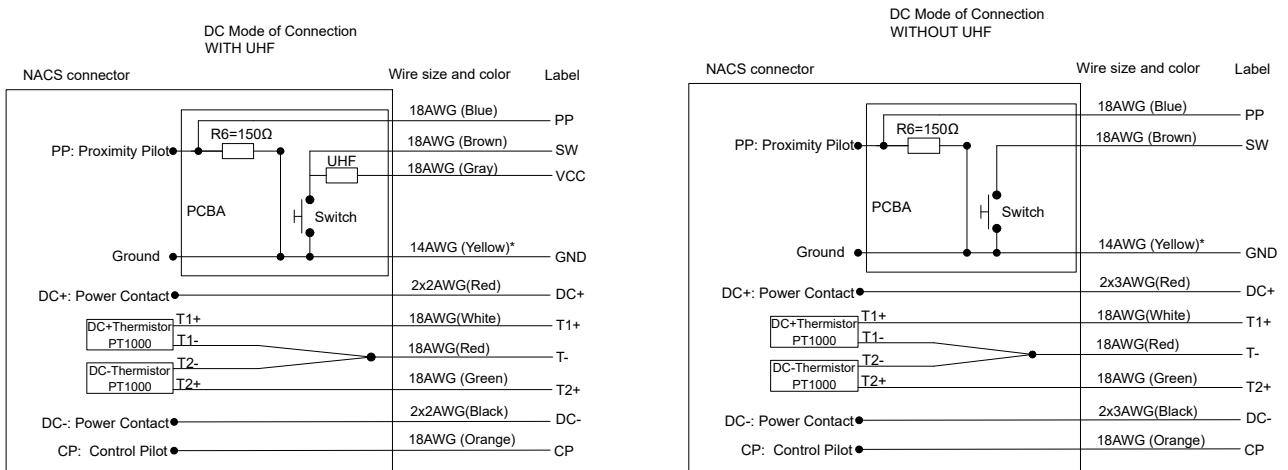 DC Mode of Connection
WITH UHF
NACS connector
Wire size and color
Label
18AWG (Blue)
PP
R6=150Ω
PP: Proximity Pilot
18AWG (Brown)
SW
UHF
18AWG (Gray)
VCC
PCBA
Switch
Ground
14AWG (Yellow)*
GND
DC+: Power Contact
2x2AWG(Red)
DC+
DC+Thermistor
PT1000
T1+
18AWG(White)
T1+
T1-
18AWG(Red)
T-
DC-Thermistor
PT1000
T2-
T2+
18AWG (Green)
T2+
DC-: Power Contact
2x2AWG(Black)
DC-
CP: Control Pilot
18AWG (Orange)
CP
DC Mode of Connection
WITHOUT UHF
NACS connector
Wire size and color
Label
18AWG (Blue)
PP
R6=150Ω
PP: Proximity Pilot
18AWG (Brown)
SW
PCBA
Switch
Ground
14AWG (Yellow)*
GND
DC+: Power Contact
2x3AWG(Red)
DC+
DC+Thermistor
PT1000
T1+
18AWG(White)
T1+
T1-
18AWG(Red)
T-
DC-Thermistor
PT1000
T2-
T2+
18AWG (Green)
T2+
DC-: Power Contact
2x3AWG(Black)
DC-
CP: Control Pilot
18AWG (Orange)
CP